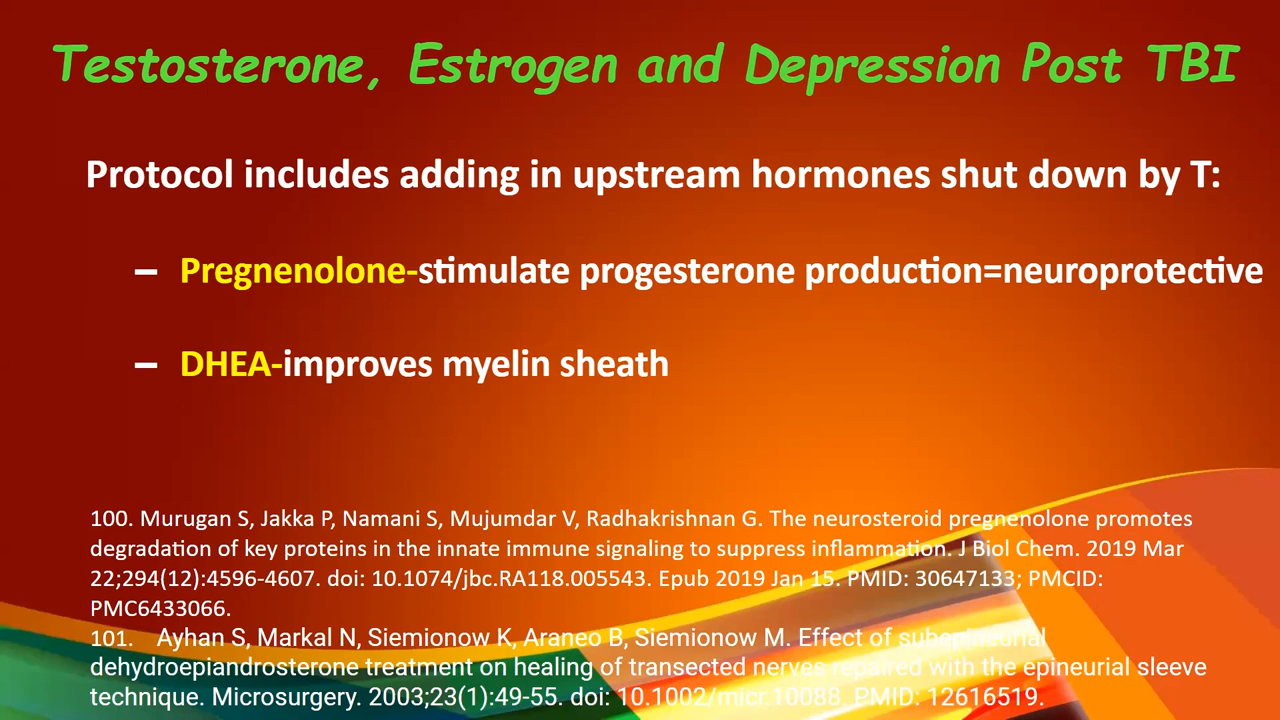 Testosterone, Estrogen and Depression Post TBI
Protocol includes adding in upstream hormones shut down by T:
– Pregnenolone-stimulate progesterone production=neuroprotective
– DHEA-improves myelin sheath
100. Murugan S, Jakka P, Namani S, Mujumdar V, Radhakrishnan G. The neurosteroid pregnenolone promotes
degradation of key proteins in the innate immune signaling to suppress inflammation. J Biol Chem. 2019 Mar
22;294(12):4596-4607. doi: 10.1074/jbc.RA118.005543. Epub 2019 Jan 15. PMID: 30647133; PMCID:
PMC6433066.
101. Ayhan S, Markal N, Siemionow K, Araneo B, Siemionow M. Effect of subepineurial
dehydroepiandrosterone treatment on healing of transected nerves repaired with the epineurial sleeve
technique. Microsurgery. 2003;23(1):49-55. doi: 10.1002/micr.10088. PMID: 12616519.